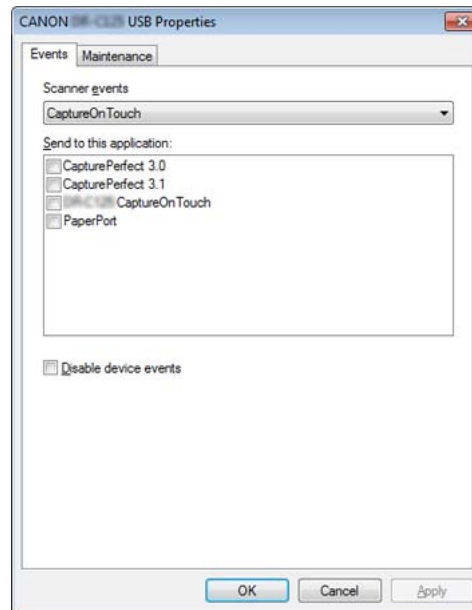 CANON USB Properties
Events
Maintenance
Scanner events
CaptureOnTouch
Send to this application:
CapturePerfect 3.0
CapturePerfect 3.1
CaptureOnTouch
PaperPort
Disable device events
OK
Cancel
Apply